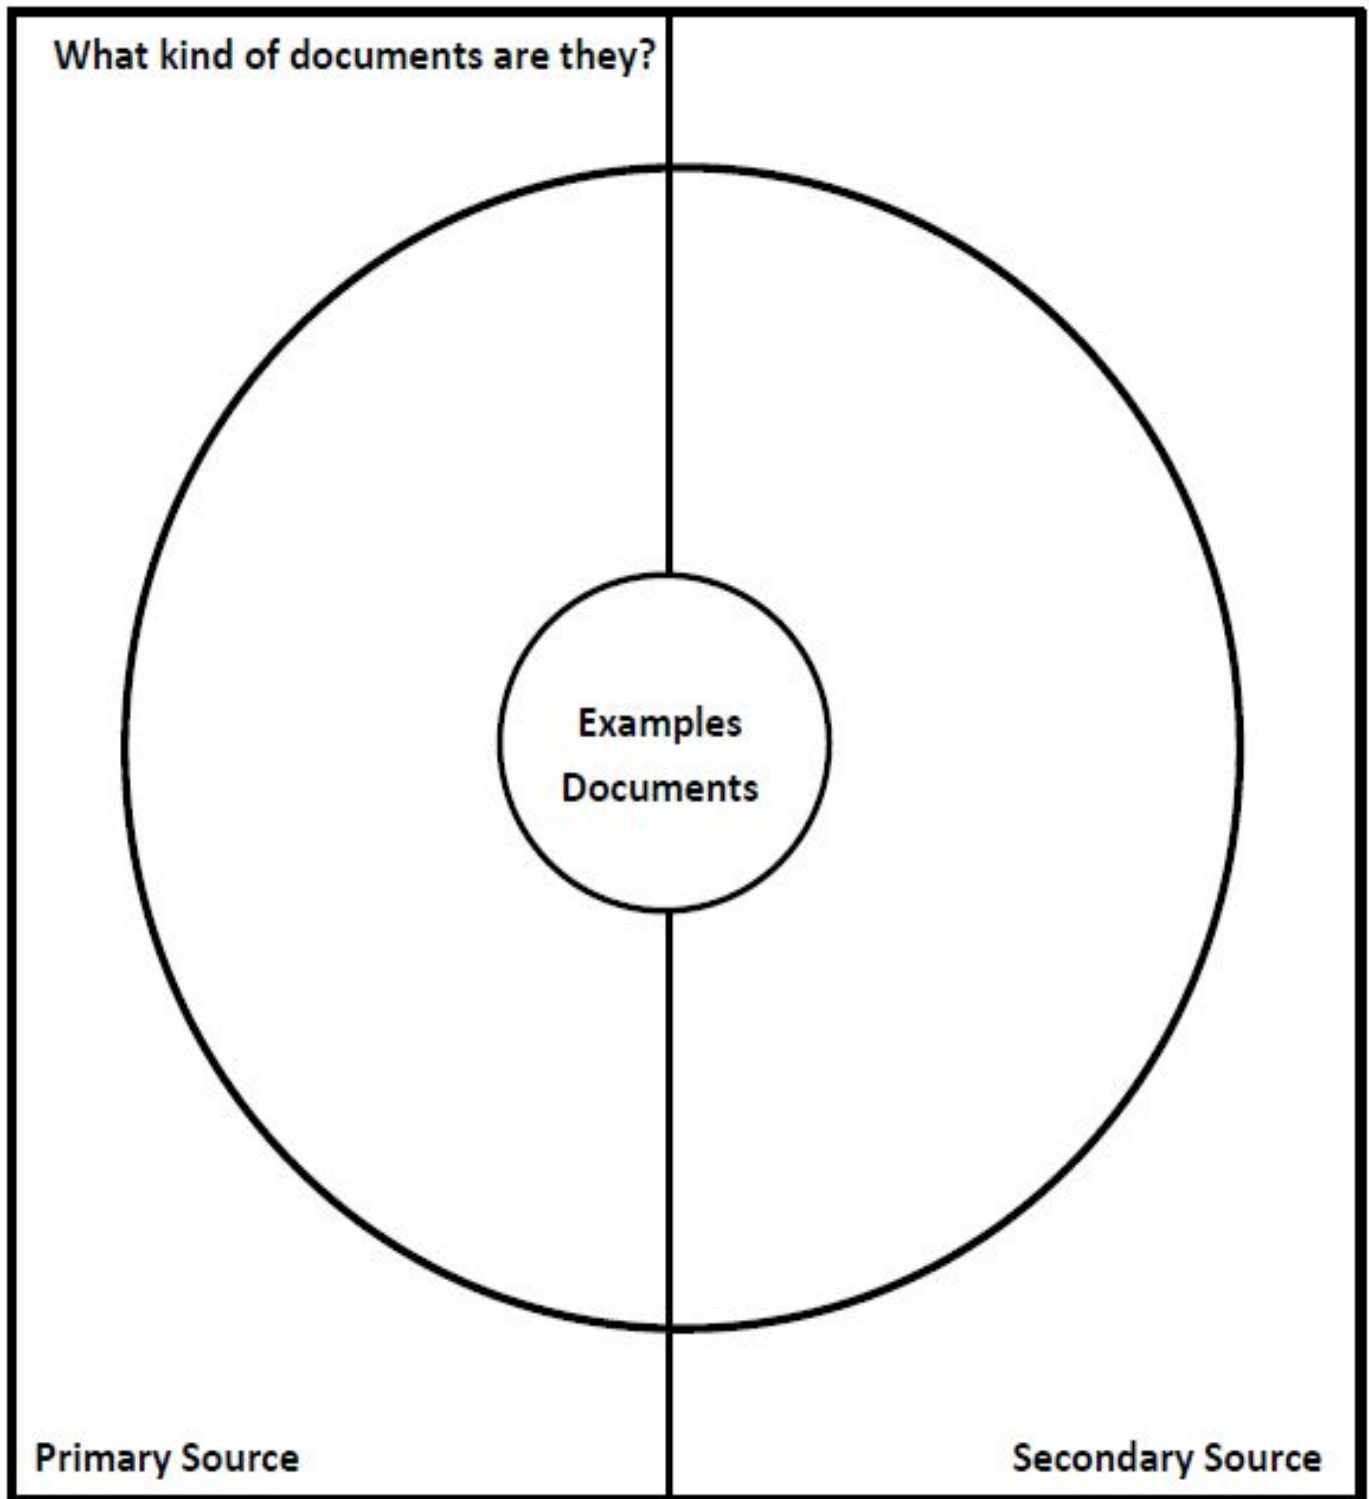 What kind of documents are they?
Examples
Documents
Primary Source
Secondary Source